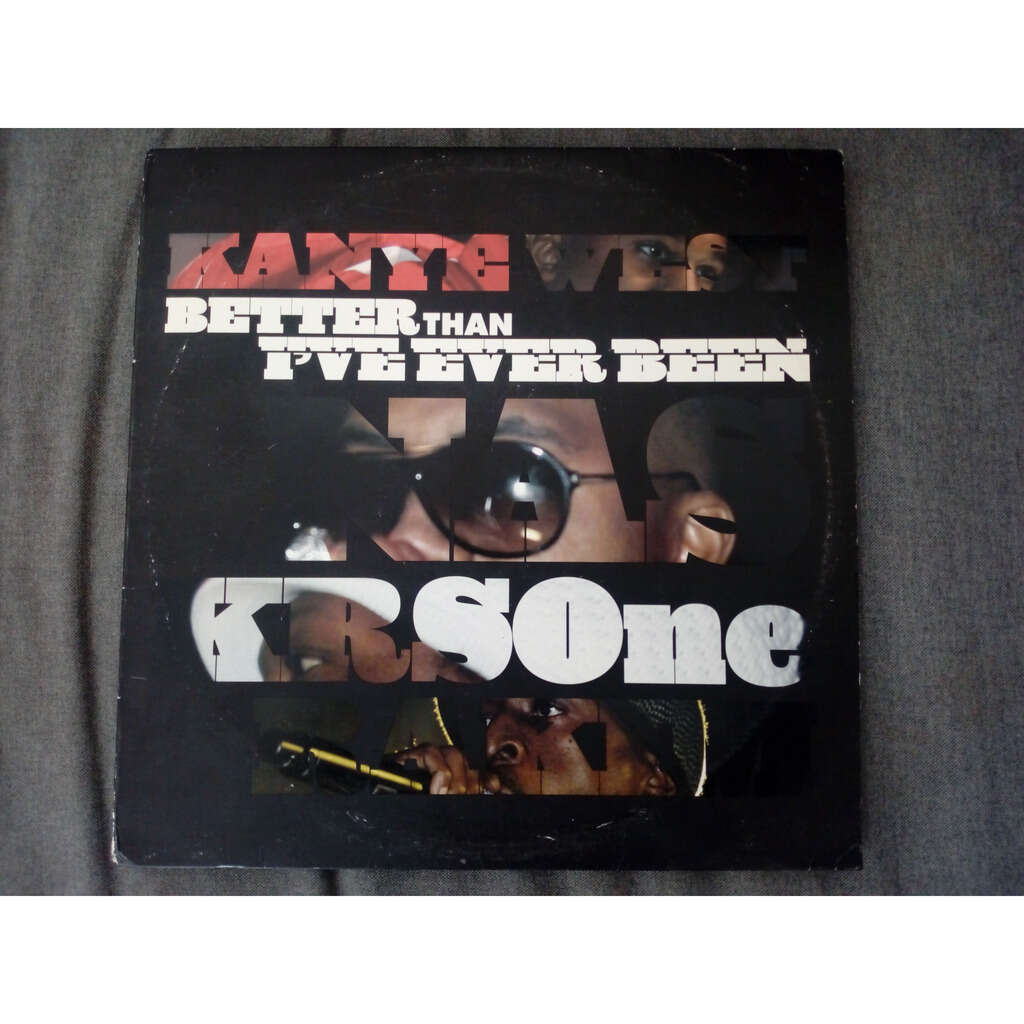 KANYE WEST
BETTER THAN
I'VE EVER BEEN
NAS
KRSOne
RAKIM